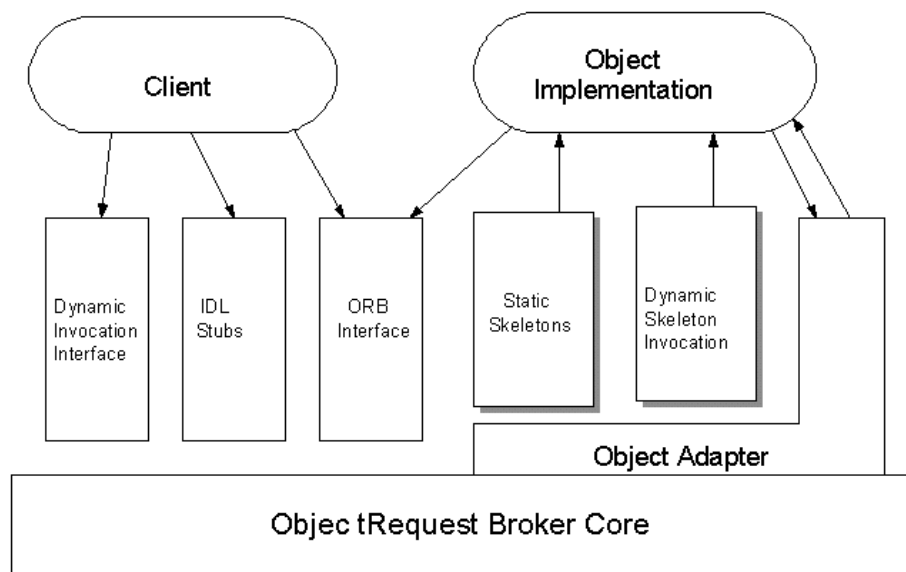 Client
Object
Implementation
Dynamic
Invocation
Interface
IDL
Stubs
ORB
Interface
Static
Skeletons
Dynamic
Skeleton
Invocation
Object Adapter
Objec tRequest Broker Core